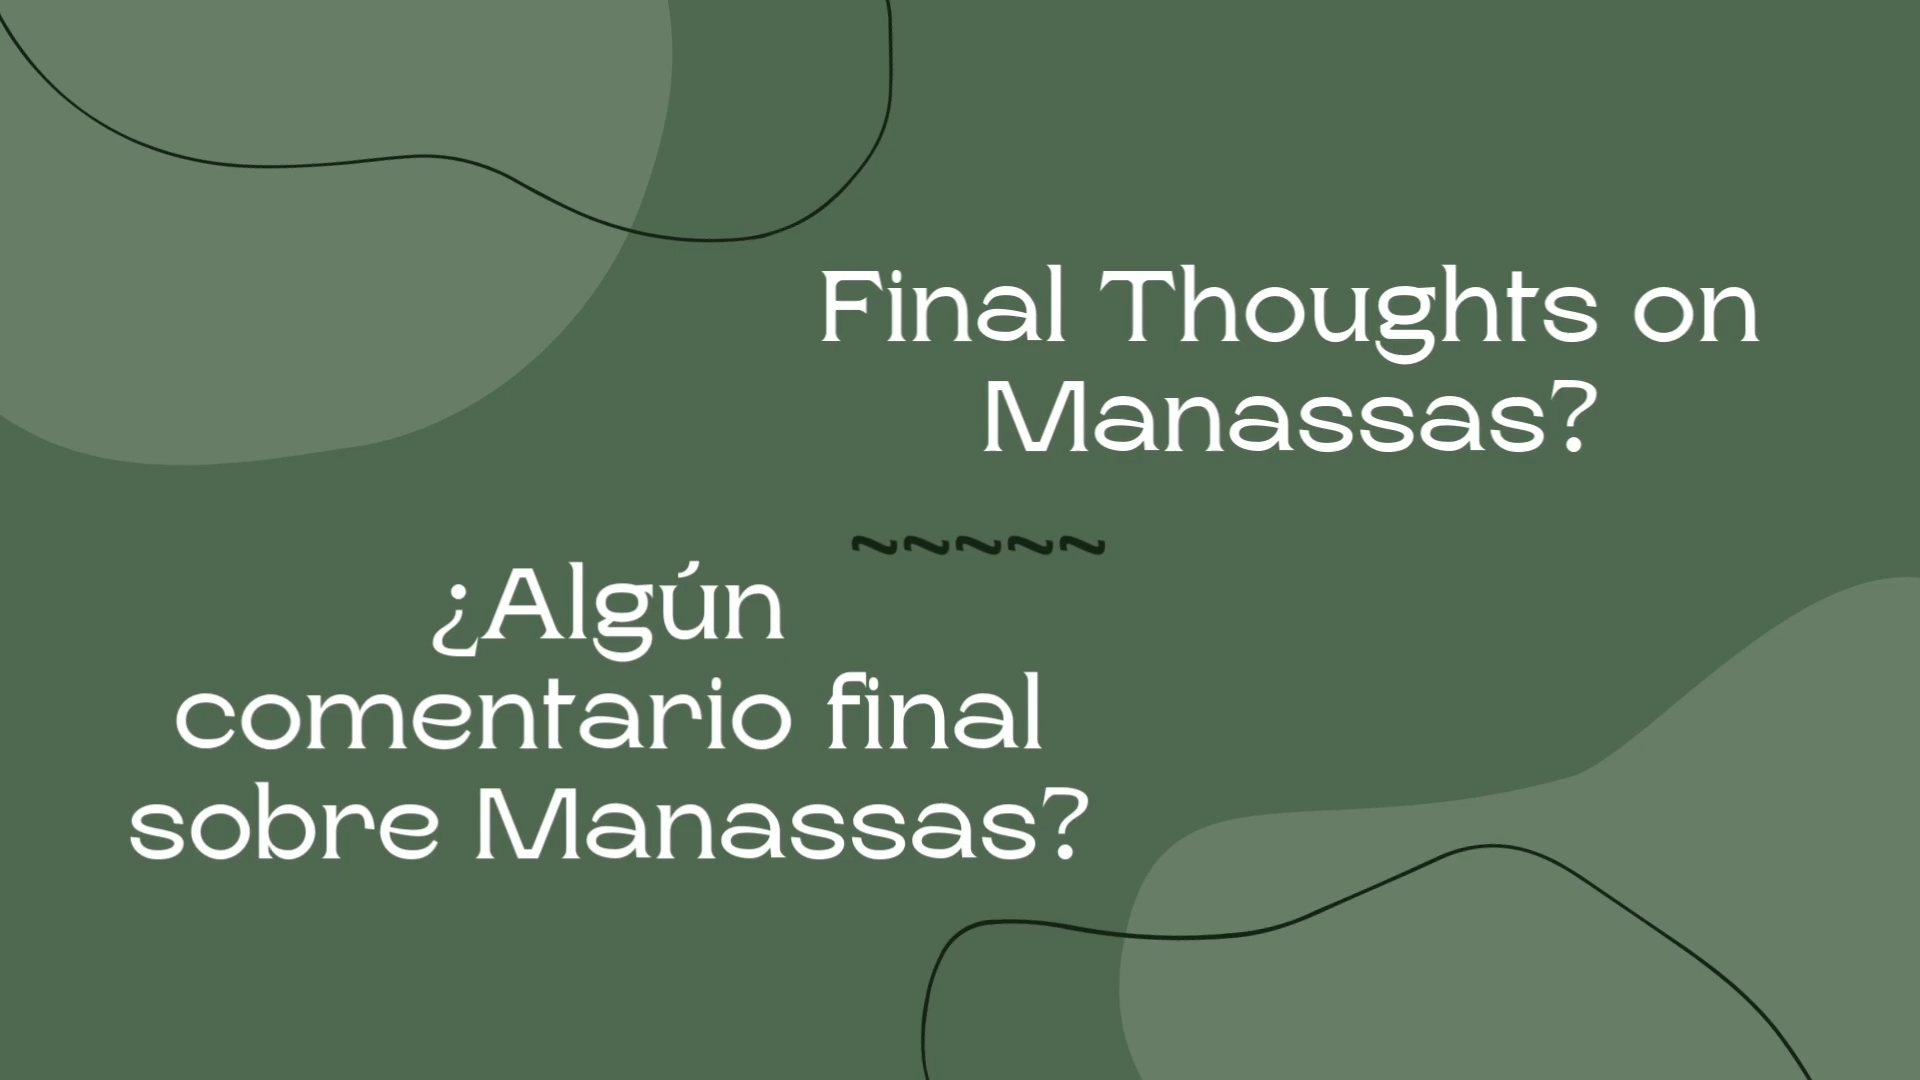 Final Thoughts on
Manassas?
~~~~~
¿Algún
comentario final
sobre Manassas?